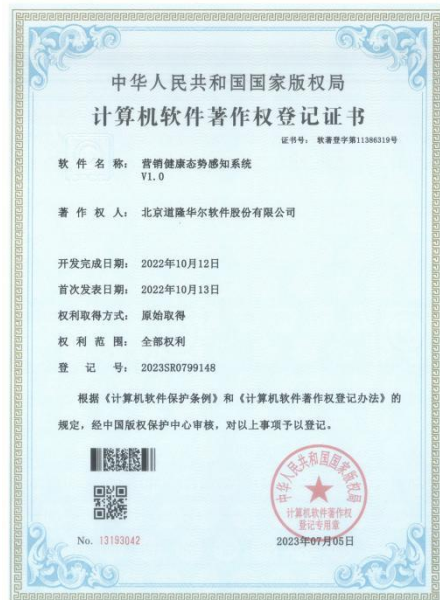 中华人民共和国国家版权局
计算机软件著作权登记证书
证书号： 软著登字第11386319号
软件名称： 营销健康态势感知系统
V1.0
著作权人： 北京道隆华尔软件股份有限公司
开发完成日期： 2022年10月12日
首次发表日期： 2022年10月13日
权利取得方式： 原始取得
权利范围： 全部权利
登记号： 2023SR0799148
根据《计算机软件保护条例》和《计算机软件著作权登记办法》的
规定，经中国版权保护中心审核，对以上事项予以登记。
中华人民共和国国家版权局
计算机软件著作权
登记专用章
No. 13193042
2023年07月05日